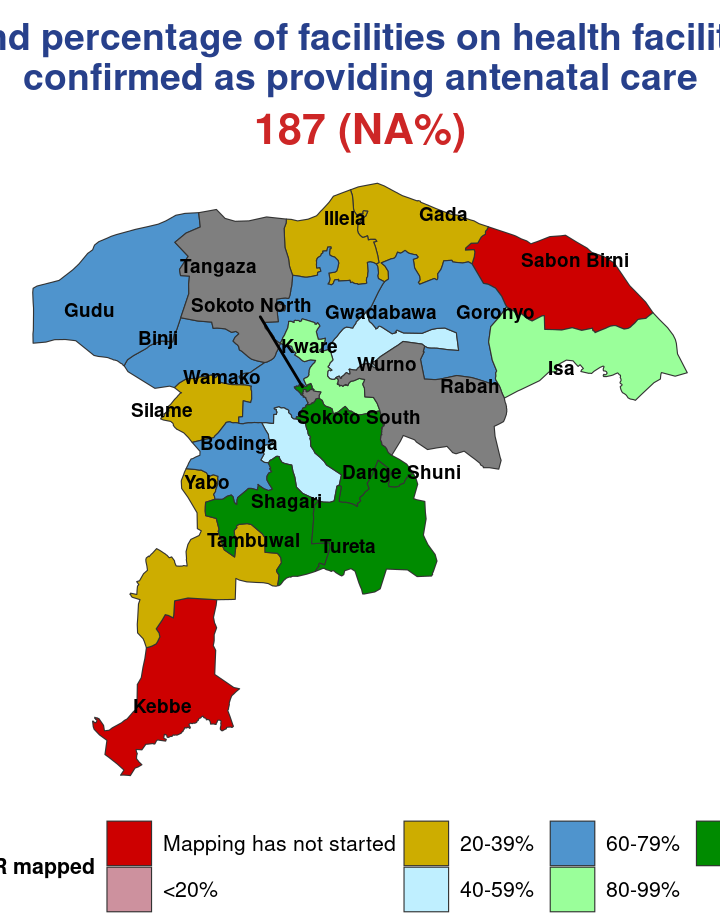 nd percentage of facilities on health facilit
confirmed as providing antenatal care
187 (NA%)
Illela
Gada
Sabon Birni
Tangaza
Sokoto North
Gudu
Gwadabawa
Goronyo
Binji
Kware
Wurno
Isa
Wamako
Rabah
Silame
Sokoto South
Bodinga
Dange Shuni
Yabo
Shagari
Tambuwal
Tureta
Kebbe
R mapped
Mapping has not started
<20%
20-39%
40-59%
60-79%
80-99%